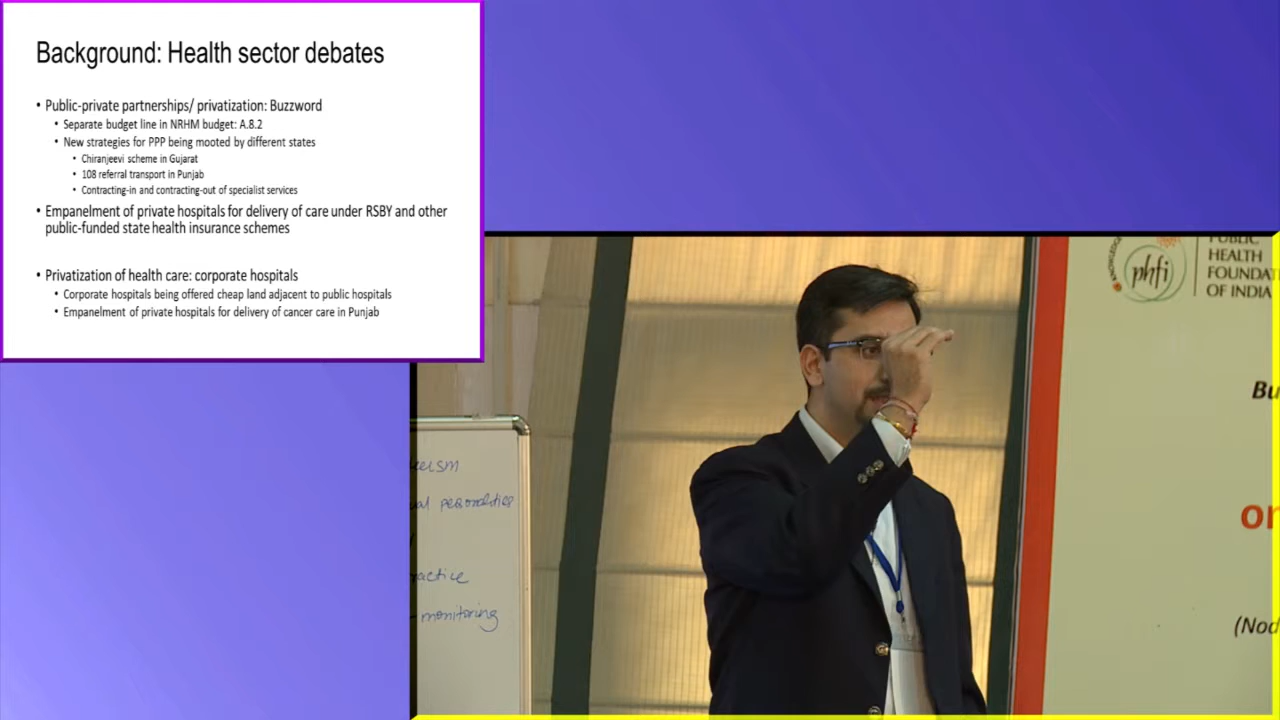 Background: Health sector debates
• Public-private partnerships/ privatization: Buzzword
• Separate budget line in NRHM budget: A.8.2
• New strategies for PPP being mooted by different states
• Chiranjeevi scheme in Gujarat
• 108 referral transport in Punjab
• Contracting-in and contracting-out of specialist services
• Empanelment of private hospitals for delivery of care under RSBY and other
public-funded state health insurance schemes
• Privatization of health care: corporate hospitals
• Corporate hospitals being offered cheap land adjacent to public hospitals
• Empanelment of private hospitals for delivery of cancer care in Punjab
phfi
PUBLIC
HEALTH
FOUNDAT
OF INDIA
Bu
or
(Nod
ual personalities
ractice
monitoring